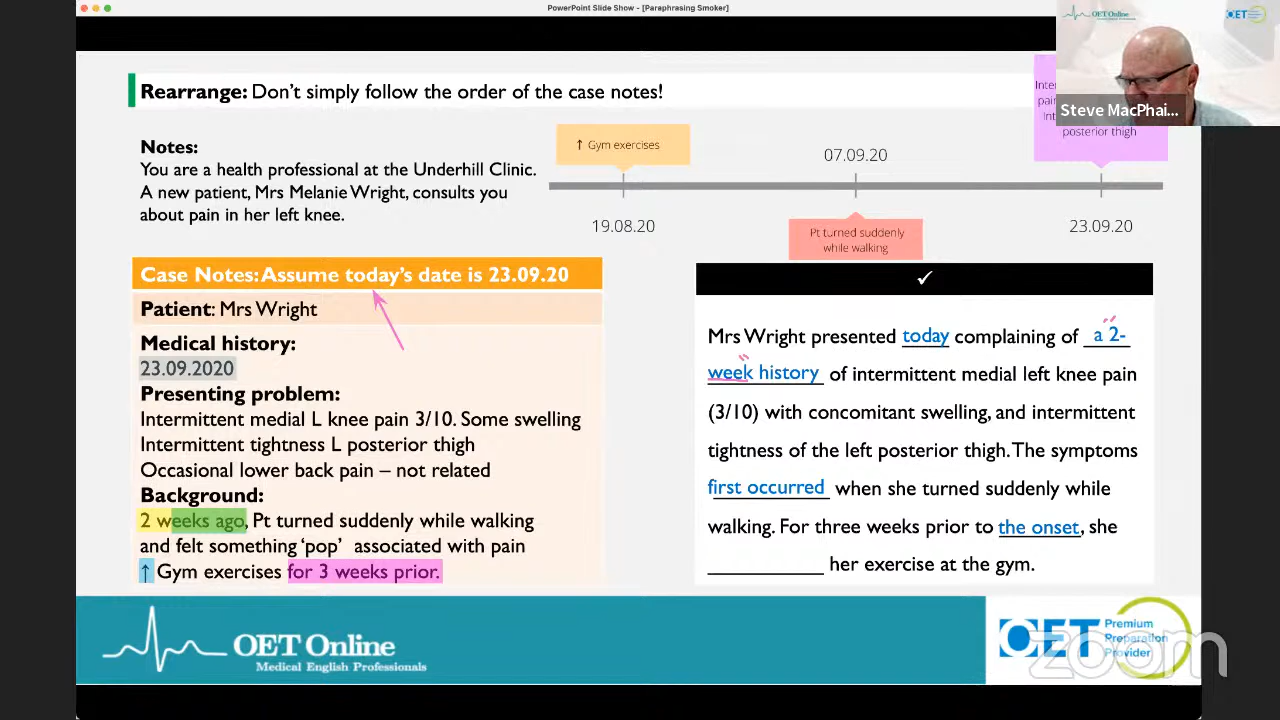 PowerPoint Slide Show - [Paraphrasing Smoker]
OET Online
OET
Steve MacPhai...
Rearrange: Don't simply follow the order of the case notes!
Notes:
You are a health professional at the Underhill Clinic.
A new patient, Mrs Melanie Wright, consults you
about pain in her left knee.
↑ Gym exercises
19.08.20
07.09.20
Pt turned suddenly
while walking
posterior thigh
23.09.20
Case Notes: Assume today's date is 23.09.20
Patient: Mrs Wright
Medical history:
23.09.2020
Presenting problem:
Intermittent medial L knee pain 3/10. Some swelling
Intermittent tightness L posterior thigh
Occasional lower back pain – not related
Background:
2 weeks ago, Pt turned suddenly while walking
and felt something 'pop' associated with pain
↑ Gym exercises for 3 weeks prior.
✓
Mrs Wright presented today complaining of a 2-
week history of intermittent medial left knee pain
(3/10) with concomitant swelling, and intermittent
tightness of the left posterior thigh. The symptoms
first occurred when she turned suddenly while
walking. For three weeks prior to the onset, she
____________ her exercise at the gym.
OET Online
Medical English Professionals
OET Premium
Preparation
Provider
zoom